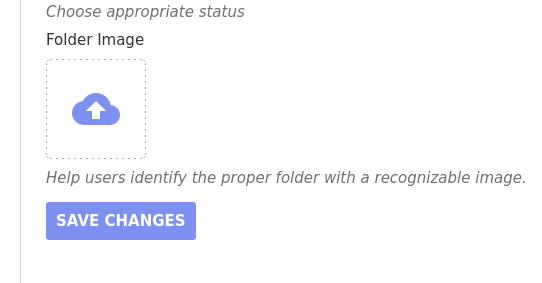 Choose appropriate status
Folder Image
Help users identify the proper folder with a recognizable image.
SAVE CHANGES